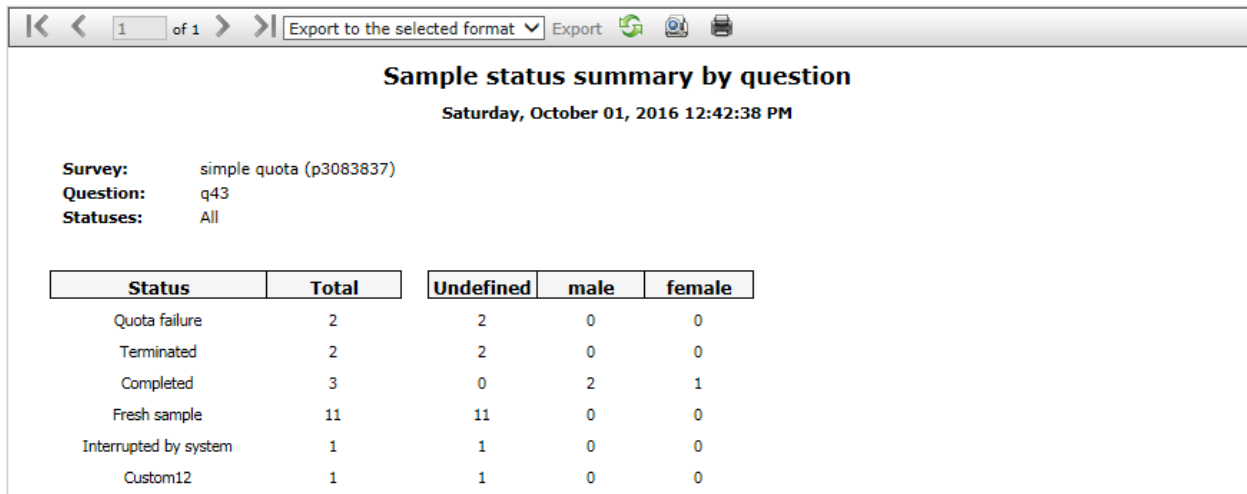 1 of 1 Export to the selected format Export
Sample status summary by question
Saturday, October 01, 2016 12:42:38 PM
Survey: simple quota (p3083837)
Question: q43
Statuses: All
Status Total Undefined male female
Quota failure 2 2 0 0
Terminated 2 2 0 0
Completed 3 0 2 1
Fresh sample 11 11 0 0
Interrupted by system 1 1 0 0
Custom12 1 1 0 0